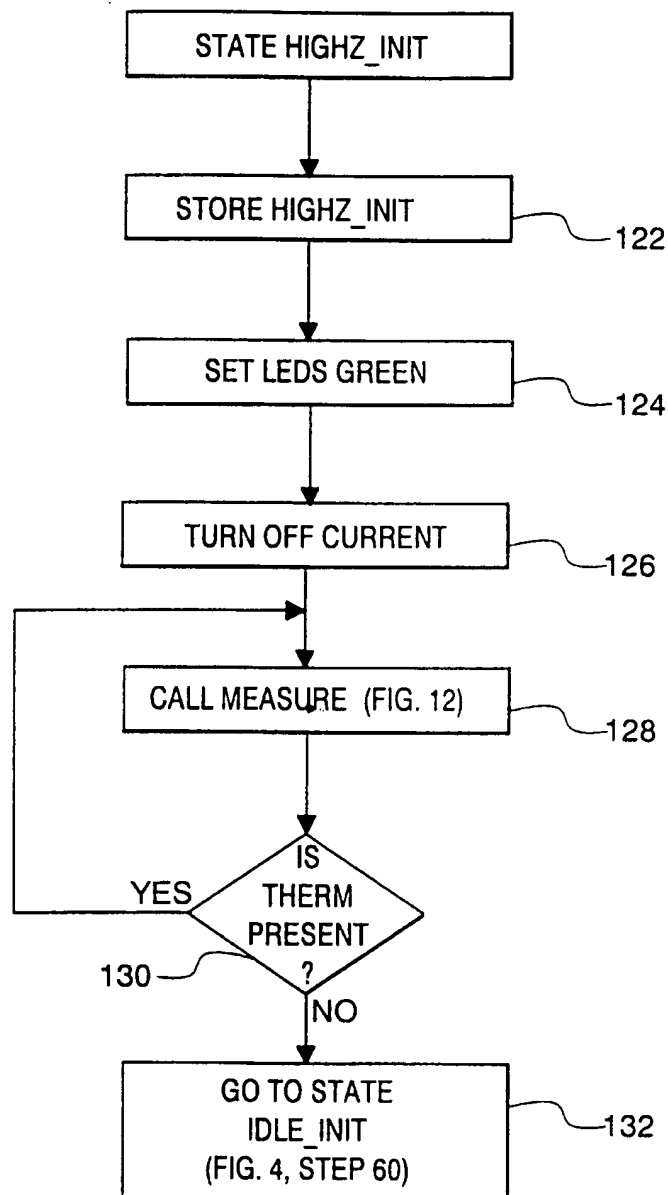 STATE HIGHZ_INIT
STORE HIGHZ_INIT
122
SET LEDS GREEN
124
TURN OFF CURRENT
126
CALL MEASURE (FIG. 12)
128
IS
THERM
PRESENT
?
YES
130
NO
GO TO STATE
IDLE_INIT
(FIG. 4, STEP 60)
132